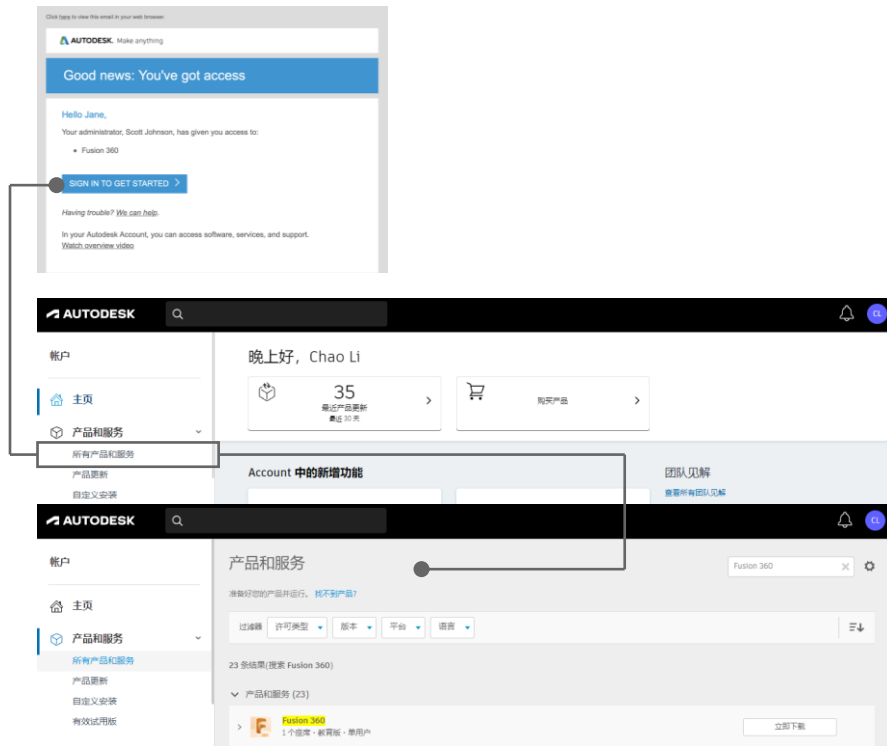 Click here to view this email in your web browser.
AUTODESK. Make anything
Good news: You've got access
Hello Jane,
Your administrator, Scott Johnson, has given you access to:
• Fusion 360
SIGN IN TO GET STARTED >
Having trouble? We can help.
In your Autodesk Account, you can access software, services, and support.
Watch overview video
AUTODESK
CL
帐户
晚上好，Chao Li
主页
35
最近产品更新
最近 30 天
购买产品
产品和服务
所有产品和服务
产品更新
自定义安装
Account 中的新增功能
团队见解
查看所有团队见解
AUTODESK
CL
帐户
产品和服务
Fusion 360
准备好您的产品并运行。 找不到产品?
主页
产品和服务
所有产品和服务
产品更新
自定义安装
有效试用版
过滤器 许可类型 版本 平台 语言
23 条结果(搜索 Fusion 360)
产品和服务 (23)
Fusion 360
1 个座席 · 教育版 · 单用户
立即下载